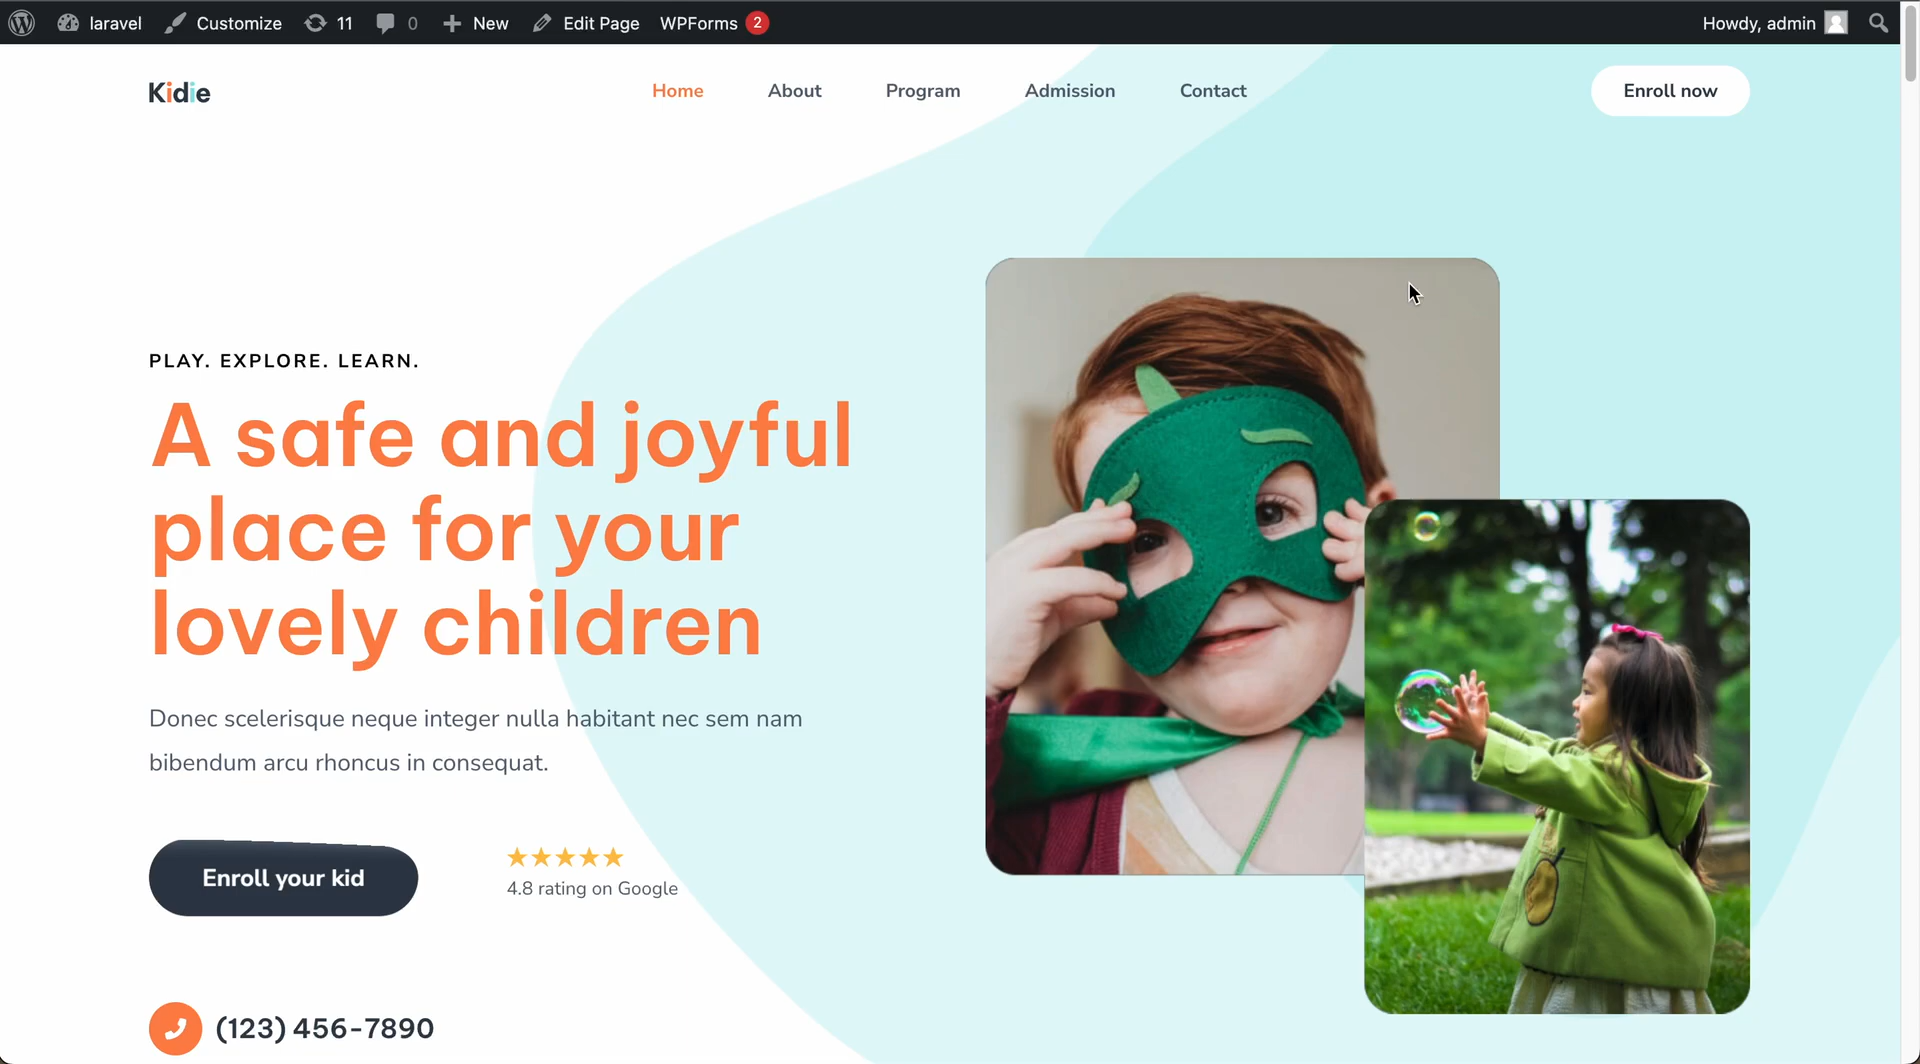 laravel Customize 11 0 New Edit Page WPForms 2 Howdy, admin
Kidie Home About Program Admission Contact Enroll now
PLAY. EXPLORE. LEARN.
A safe and joyful
place for your
lovely children
Donec scelerisque neque integer nulla habitant nec sem nam
bibendum arcu rhoncus in consequat.
Enroll your kid
4.8 rating on Google
(123) 456-7890